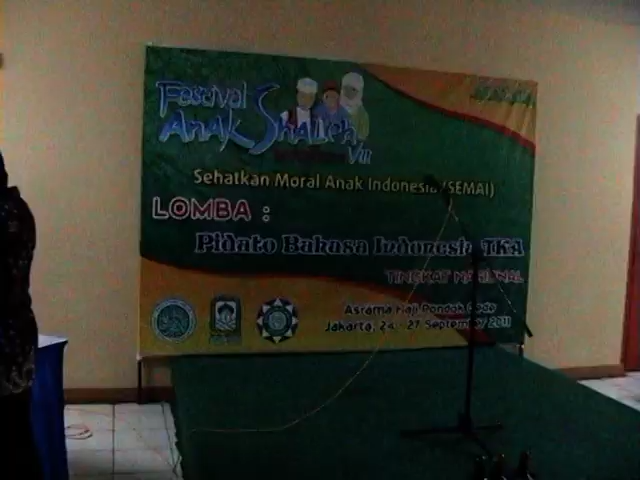 Festival
Anak Shaleh
VIII
Sehatkan Moral Anak Indonesia (SEMAI)
LOMBA :
Pidato Bahasa Indonesia TKA
TINGKAT NASIONAL
Asrama Haji Pondok Gede
Jakarta, 24 - 27 September 2011